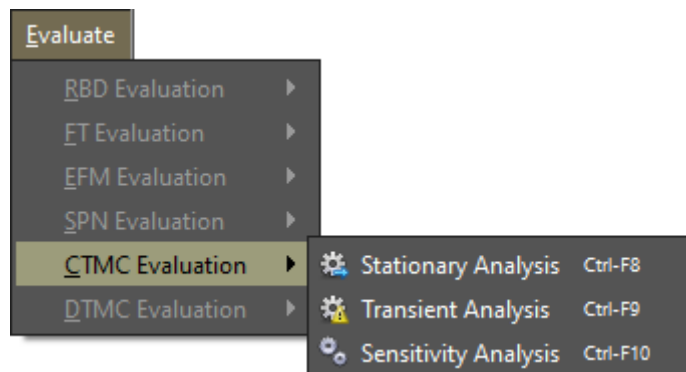 Evaluate
RBD Evaluation
FT Evaluation
EFM Evaluation
SPN Evaluation
CTMC Evaluation
Stationary Analysis Ctrl-F8
DTMC Evaluation
Transient Analysis Ctrl-F9
Sensitivity Analysis Ctrl-F10